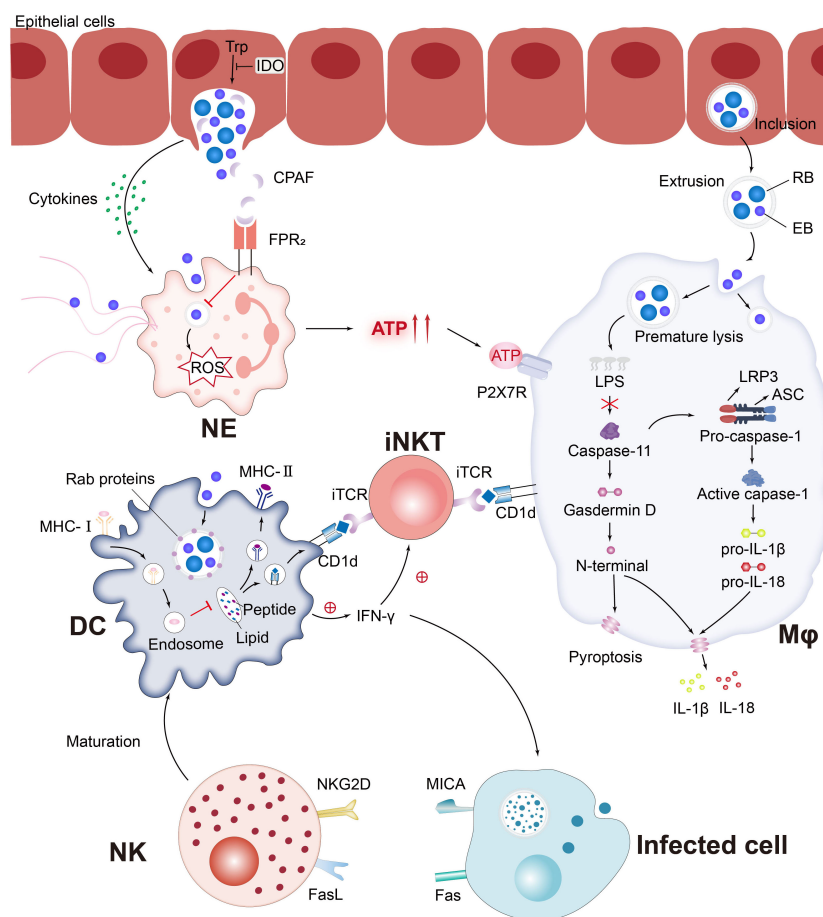 Epithelial cells
Trp
IDO
Inclusion
CPAF
Extrusion
RB
EB
Cytokines
FPR₂
Premature lysis
ATP
ATP
P2X7R
ROS
NE
LPS
LRP3
ASC
Caspase-11
Pro-caspase-1
iNKT
MHC-Ⅱ
iTCR
iTCR
Rab proteins
MHC-Ⅰ
CD1d
CD1d
Gasdermin D
Active capase-1
pro-IL-1β
N-terminal
pro-IL-18
Peptide
Lipid
Endosome
DC
IFN-γ
Mφ
Pyroptosis
IL-1β
IL-18
Maturation
NKG2D
MICA
NK
Infected cell
FasL
Fas